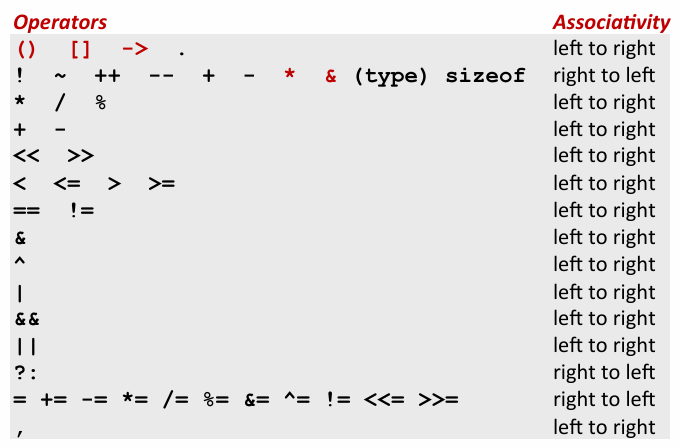 Operators Associativity
() [] -> . left to right
! ~ ++ -- + - * & (type) sizeof right to left
* / % left to right
+ - left to right
<< >> left to right
< <= > >= left to right
== != left to right
& left to right
^ left to right
| left to right
&& left to right
|| left to right
?: right to left
= += -= *= /= %= &= ^= != <<= >>= right to left
, left to right